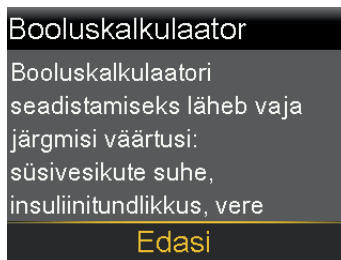 Booluskalkulaator
Booluskalkulaatori
seadistamiseks läheb vaja
järgmisi väärtusi:
süsivesikute suhe,
insuliinitundlikkus, vere
Edasi